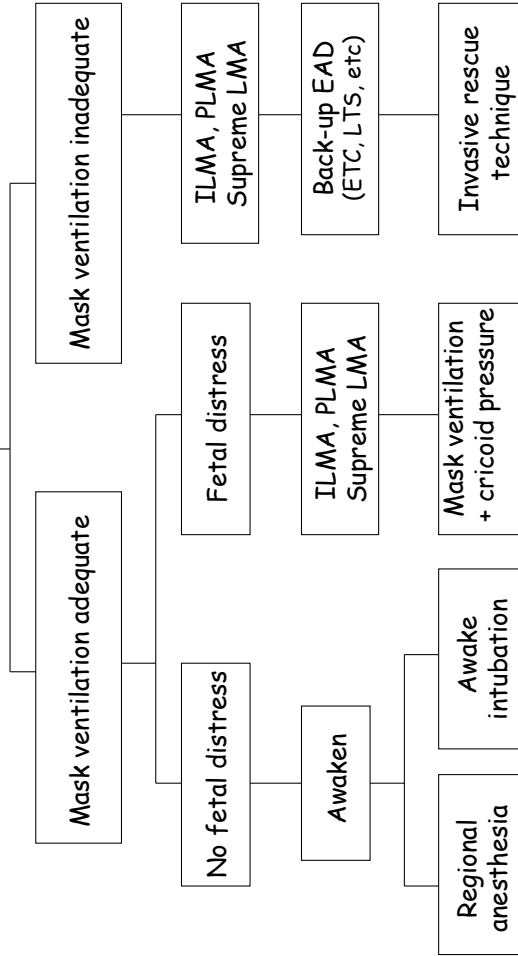 Mask ventilation adequate
Mask ventilation inadequate
No fetal distress
Fetal distress
ILMA, PLMA
Supreme LMA
Awaken
ILMA, PLMA
Supreme LMA
Back-up EAD
(ETC, LTS, etc)
Regional
anesthesia
Awake
intubation
Mask ventilation
+ cricoid pressure
Invasive rescue
technique